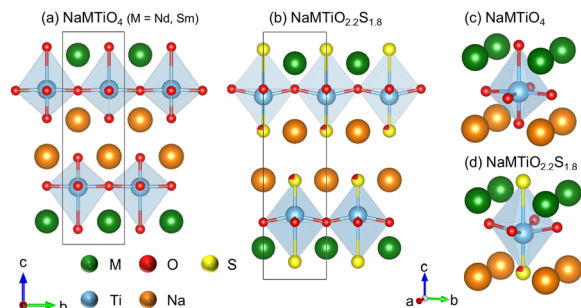 (a) NaMTiO4 (M = Nd, Sm)
(b) NaMTiO2.2S1.8
(c) NaMTiO4
(d) NaMTiO2.2S1.8
c
b
M
O
S
Ti
Na
c
a
b